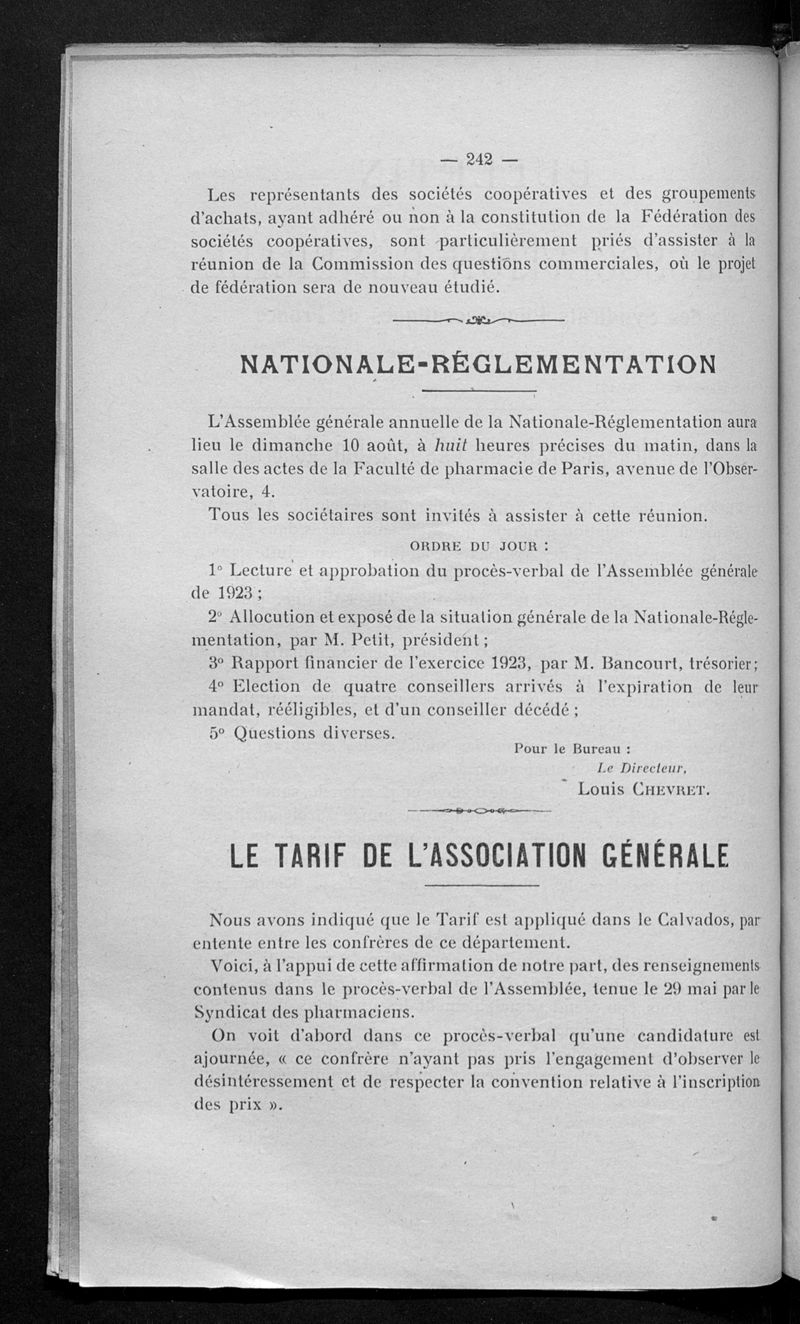 — 242 —
Les représentants des sociétés coopératives et des groupements
d'achats, ayant adhéré ou non à la constitution de la Fédération des
sociétés coopératives, sont particulièrement priés d'assister à la
réunion de la Commission des questions commerciales, où le projet
de fédération sera de nouveau étudié.
NATIONALE-RÉGLEMENTATION
L'Assemblée générale annuelle de la Nationale-Réglementation aura
lieu le dimanche 10 août, à huit heures précises du matin, dans la
salle des actes de la Faculté de pharmacie de Paris, avenue de l'Obser-
vatoire, 4.
Tous les sociétaires sont invités à assister à cette réunion.
ORDRE DU JOUR :
1° Lecture et approbation du procès-verbal de l'Assemblée générale
de 1923 ;
2° Allocution et exposé de la situation générale de la Nationale-Régle-
mentation, par M. Petit, président ;
3° Rapport financier de l'exercice 1923, par M. Bancourt, trésorier ;
4° Election de quatre conseillers arrivés à l'expiration de leur
mandat, rééligibles, et d'un conseiller décédé ;
5° Questions diverses.
Pour le Bureau :
Le Directeur,
Louis CHEVRET.
LE TARIF DE L'ASSOCIATION GÉNÉRALE
Nous avons indiqué que le Tarif est appliqué dans le Calvados, par
entente entre les confrères de ce département.
Voici, à l'appui de cette affirmation de notre part, des renseignements
contenus dans le procès-verbal de l'Assemblée, tenue le 29 mai par le
Syndicat des pharmaciens.
On voit d'abord dans ce procès-verbal qu'une candidature est
ajournée, « ce confrère n'ayant pas pris l'engagement d'observer le
désintéressement et de respecter la convention relative à l'inscription
des prix ».